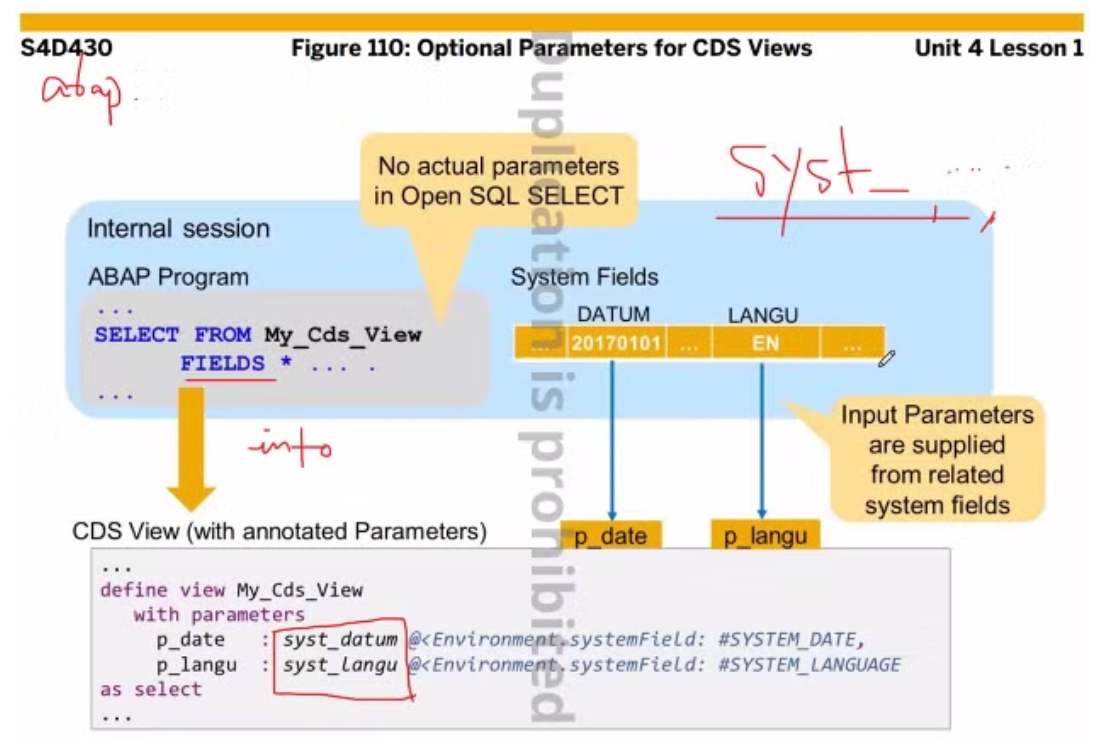 S4D430 Figure 110: Optional Parameters for CDS Views Unit 4 Lesson 1
abap
No actual parameters
in Open SQL SELECT
syst_ ....
Internal session
ABAP Program
...
SELECT FROM My_Cds_View
FIELDS * ... .
...
System Fields
DATUM LANGU
... 20170101 ... EN ...
into
Input Parameters
are supplied
from related
system fields
CDS View (with annotated Parameters)
p_date p_langu
...
define view My_Cds_View
with parameters
p_date : syst_datum @<Environment.systemField: #SYSTEM_DATE,
p_langu : syst_langu @<Environment.systemField: #SYSTEM_LANGUAGE
as select
...
Duplication is prohibited